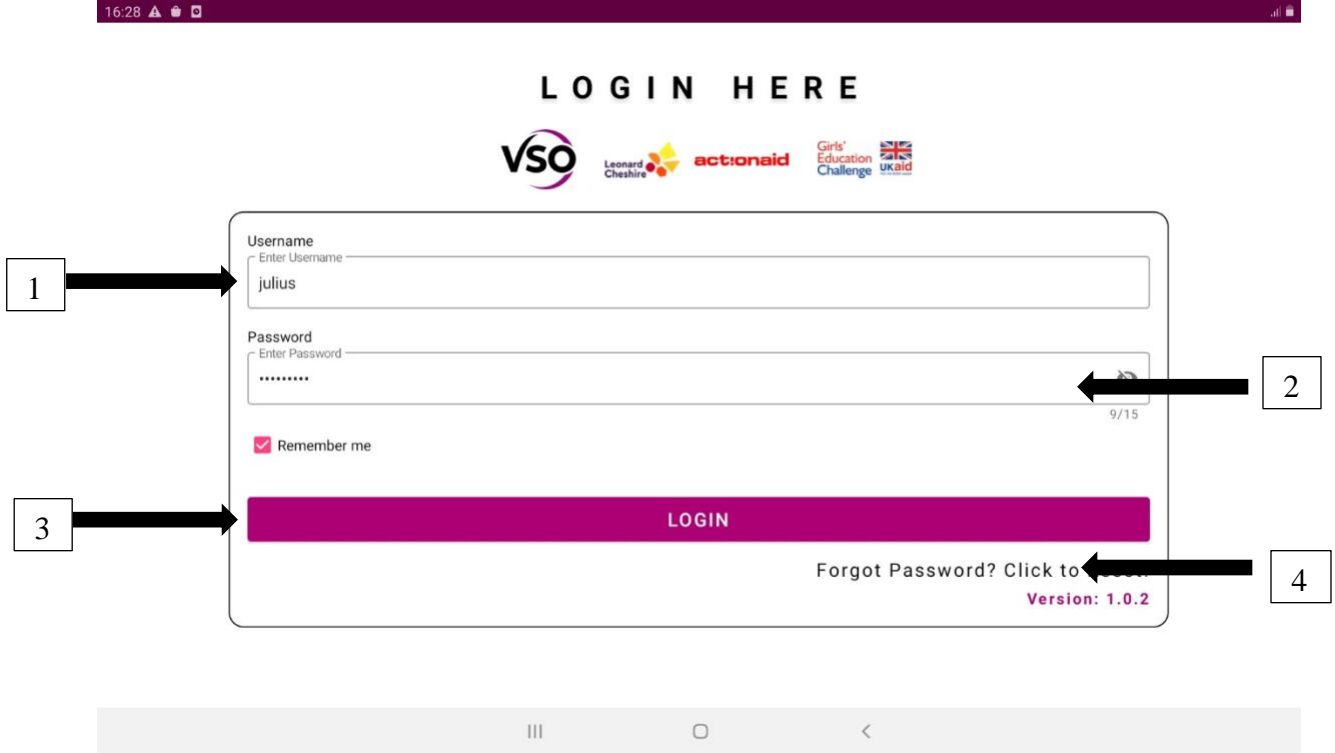 16:28
LOGIN HERE
VSO Leonard Cheshire act!onaid Girls' Education Challenge UKaid
Username
Enter Username
1
julius
Password
Enter Password
•••••••••
2
9/15
Remember me
3
LOGIN
Forgot Password? Click to
4
Version: 1.0.2